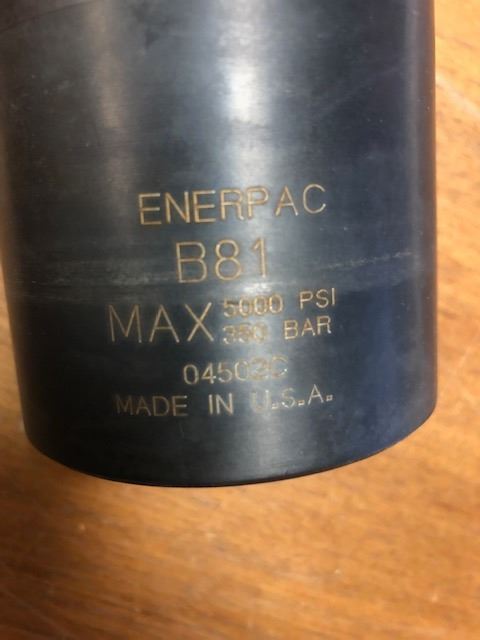 ENERPAC
B81
MAX 5000 PSI
350 BAR
04502C
MADE IN U.S.A.